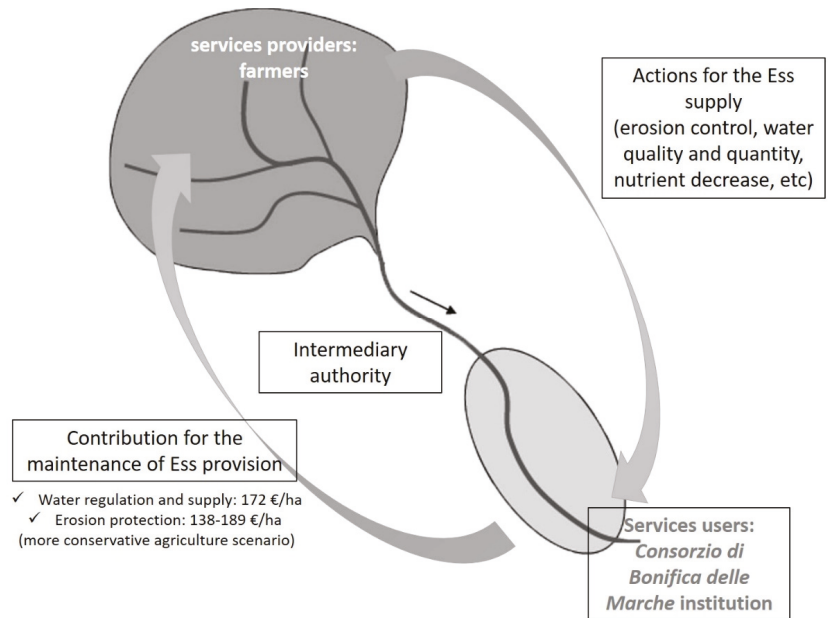 services providers:
farmers
Actions for the Ess
supply
(erosion control, water
quality and quantity,
nutrient decrease, etc)
Intermediary
authority
Contribution for the
maintenance of Ess provision
✓ Water regulation and supply: 172 €/ha
✓ Erosion protection: 138-189 €/ha
(more conservative agriculture scenario)
Services users:
Consorzio di
Bonifica delle
Marche institution